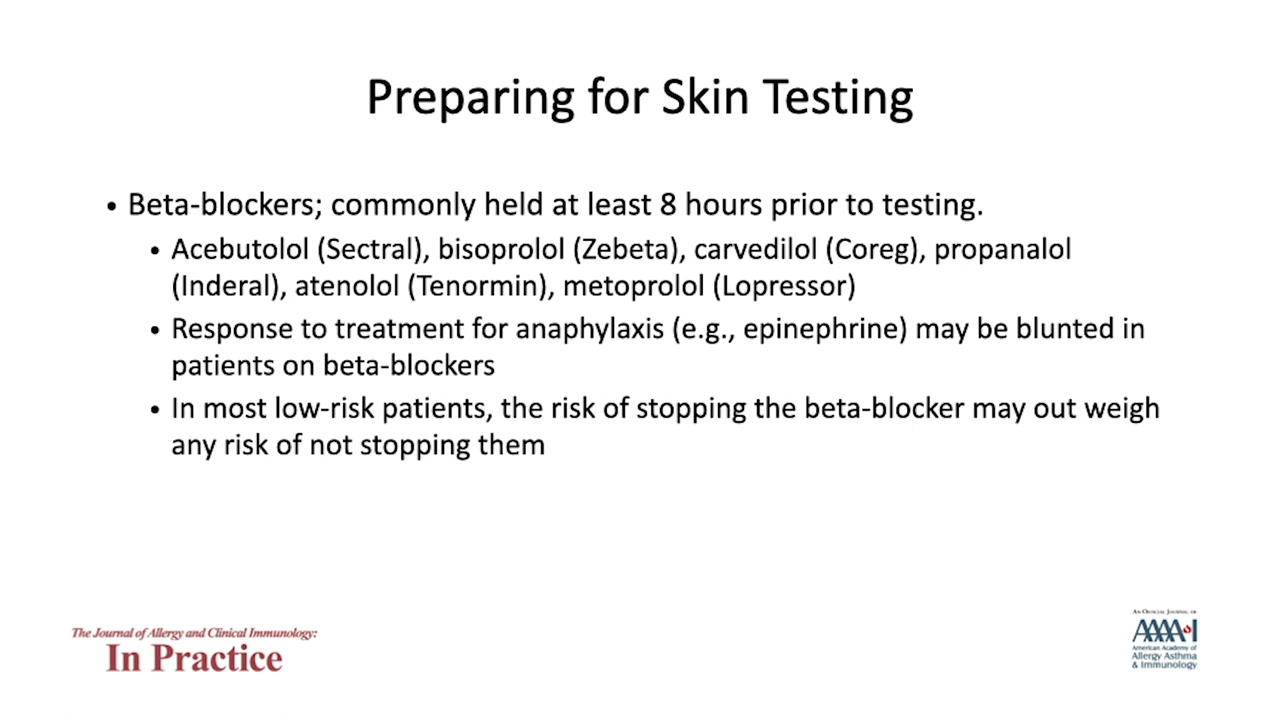 Preparing for Skin Testing
• Beta-blockers; commonly held at least 8 hours prior to testing.
• Acebutolol (Sectral), bisoprolol (Zebeta), carvedilol (Coreg), propanalol
(Inderal), atenolol (Tenormin), metoprolol (Lopressor)
• Response to treatment for anaphylaxis (e.g., epinephrine) may be blunted in
patients on beta-blockers
• In most low-risk patients, the risk of stopping the beta-blocker may out weigh
any risk of not stopping them
The Journal of Allergy and Clinical Immunology:
In Practice
AN OFFICIAL JOURNAL OF
AAAAI
American Academy of
Allergy Asthma
& Immunology